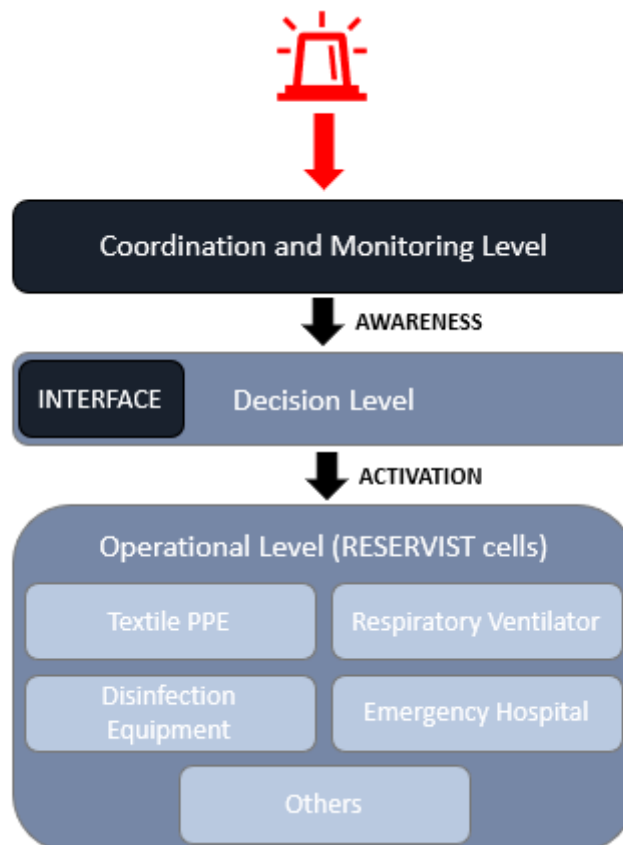 Coordination and Monitoring Level
AWARENESS
INTERFACE
Decision Level
ACTIVATION
Operational Level (RESERVIST cells)
Textile PPE
Respiratory Ventilator
Disinfection
Equipment
Emergency Hospital
Others